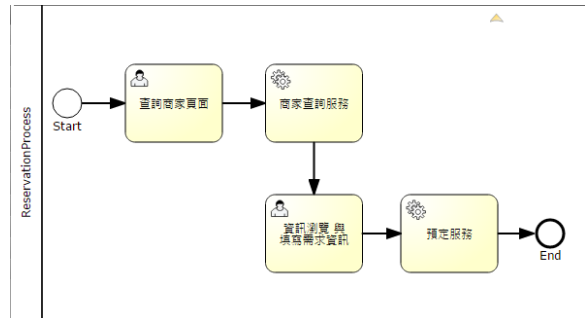 ReservationProcess
Start
查詢商家頁面
商家查詢服務
資訊瀏覽 與
填寫需求資訊
預定服務
End